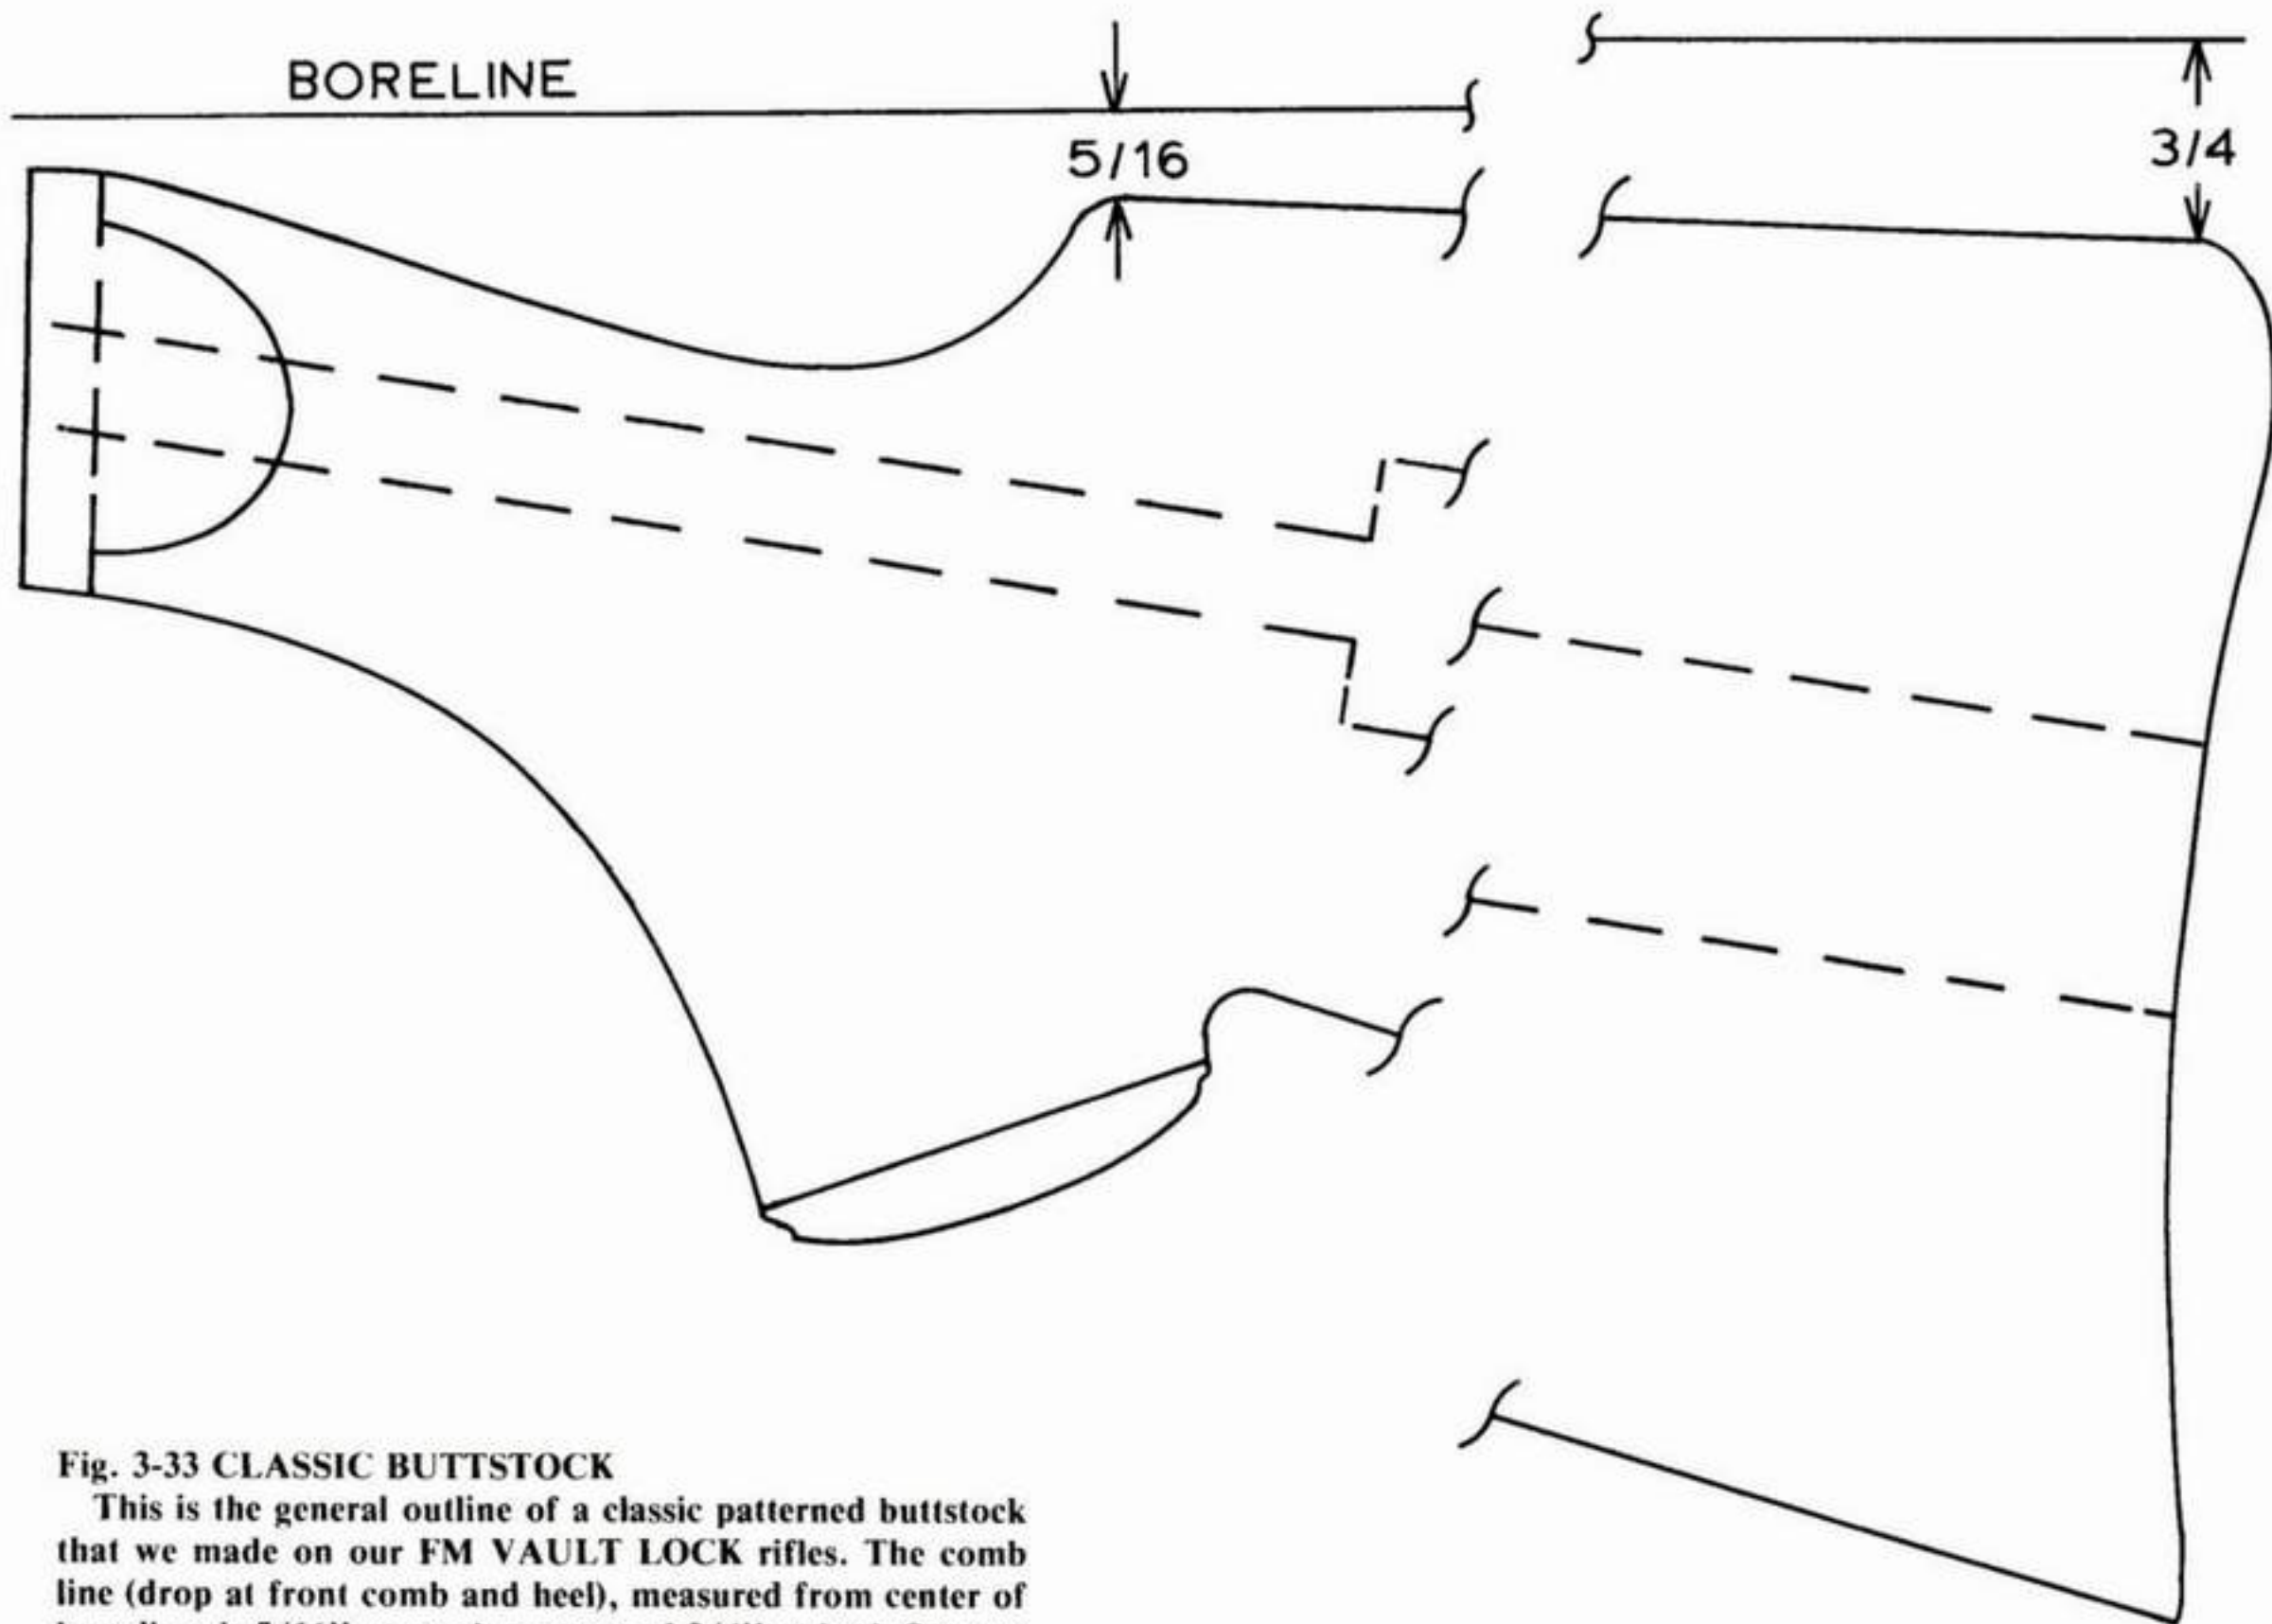 BORELINE
5/16
3/4
Fig. 3-33 CLASSIC BUTTSTOCK
This is the general outline of a classic patterned buttstock
that we made on our FM VAULT LOCK rifles. The comb
line (drop at front comb and heel), measured from center of